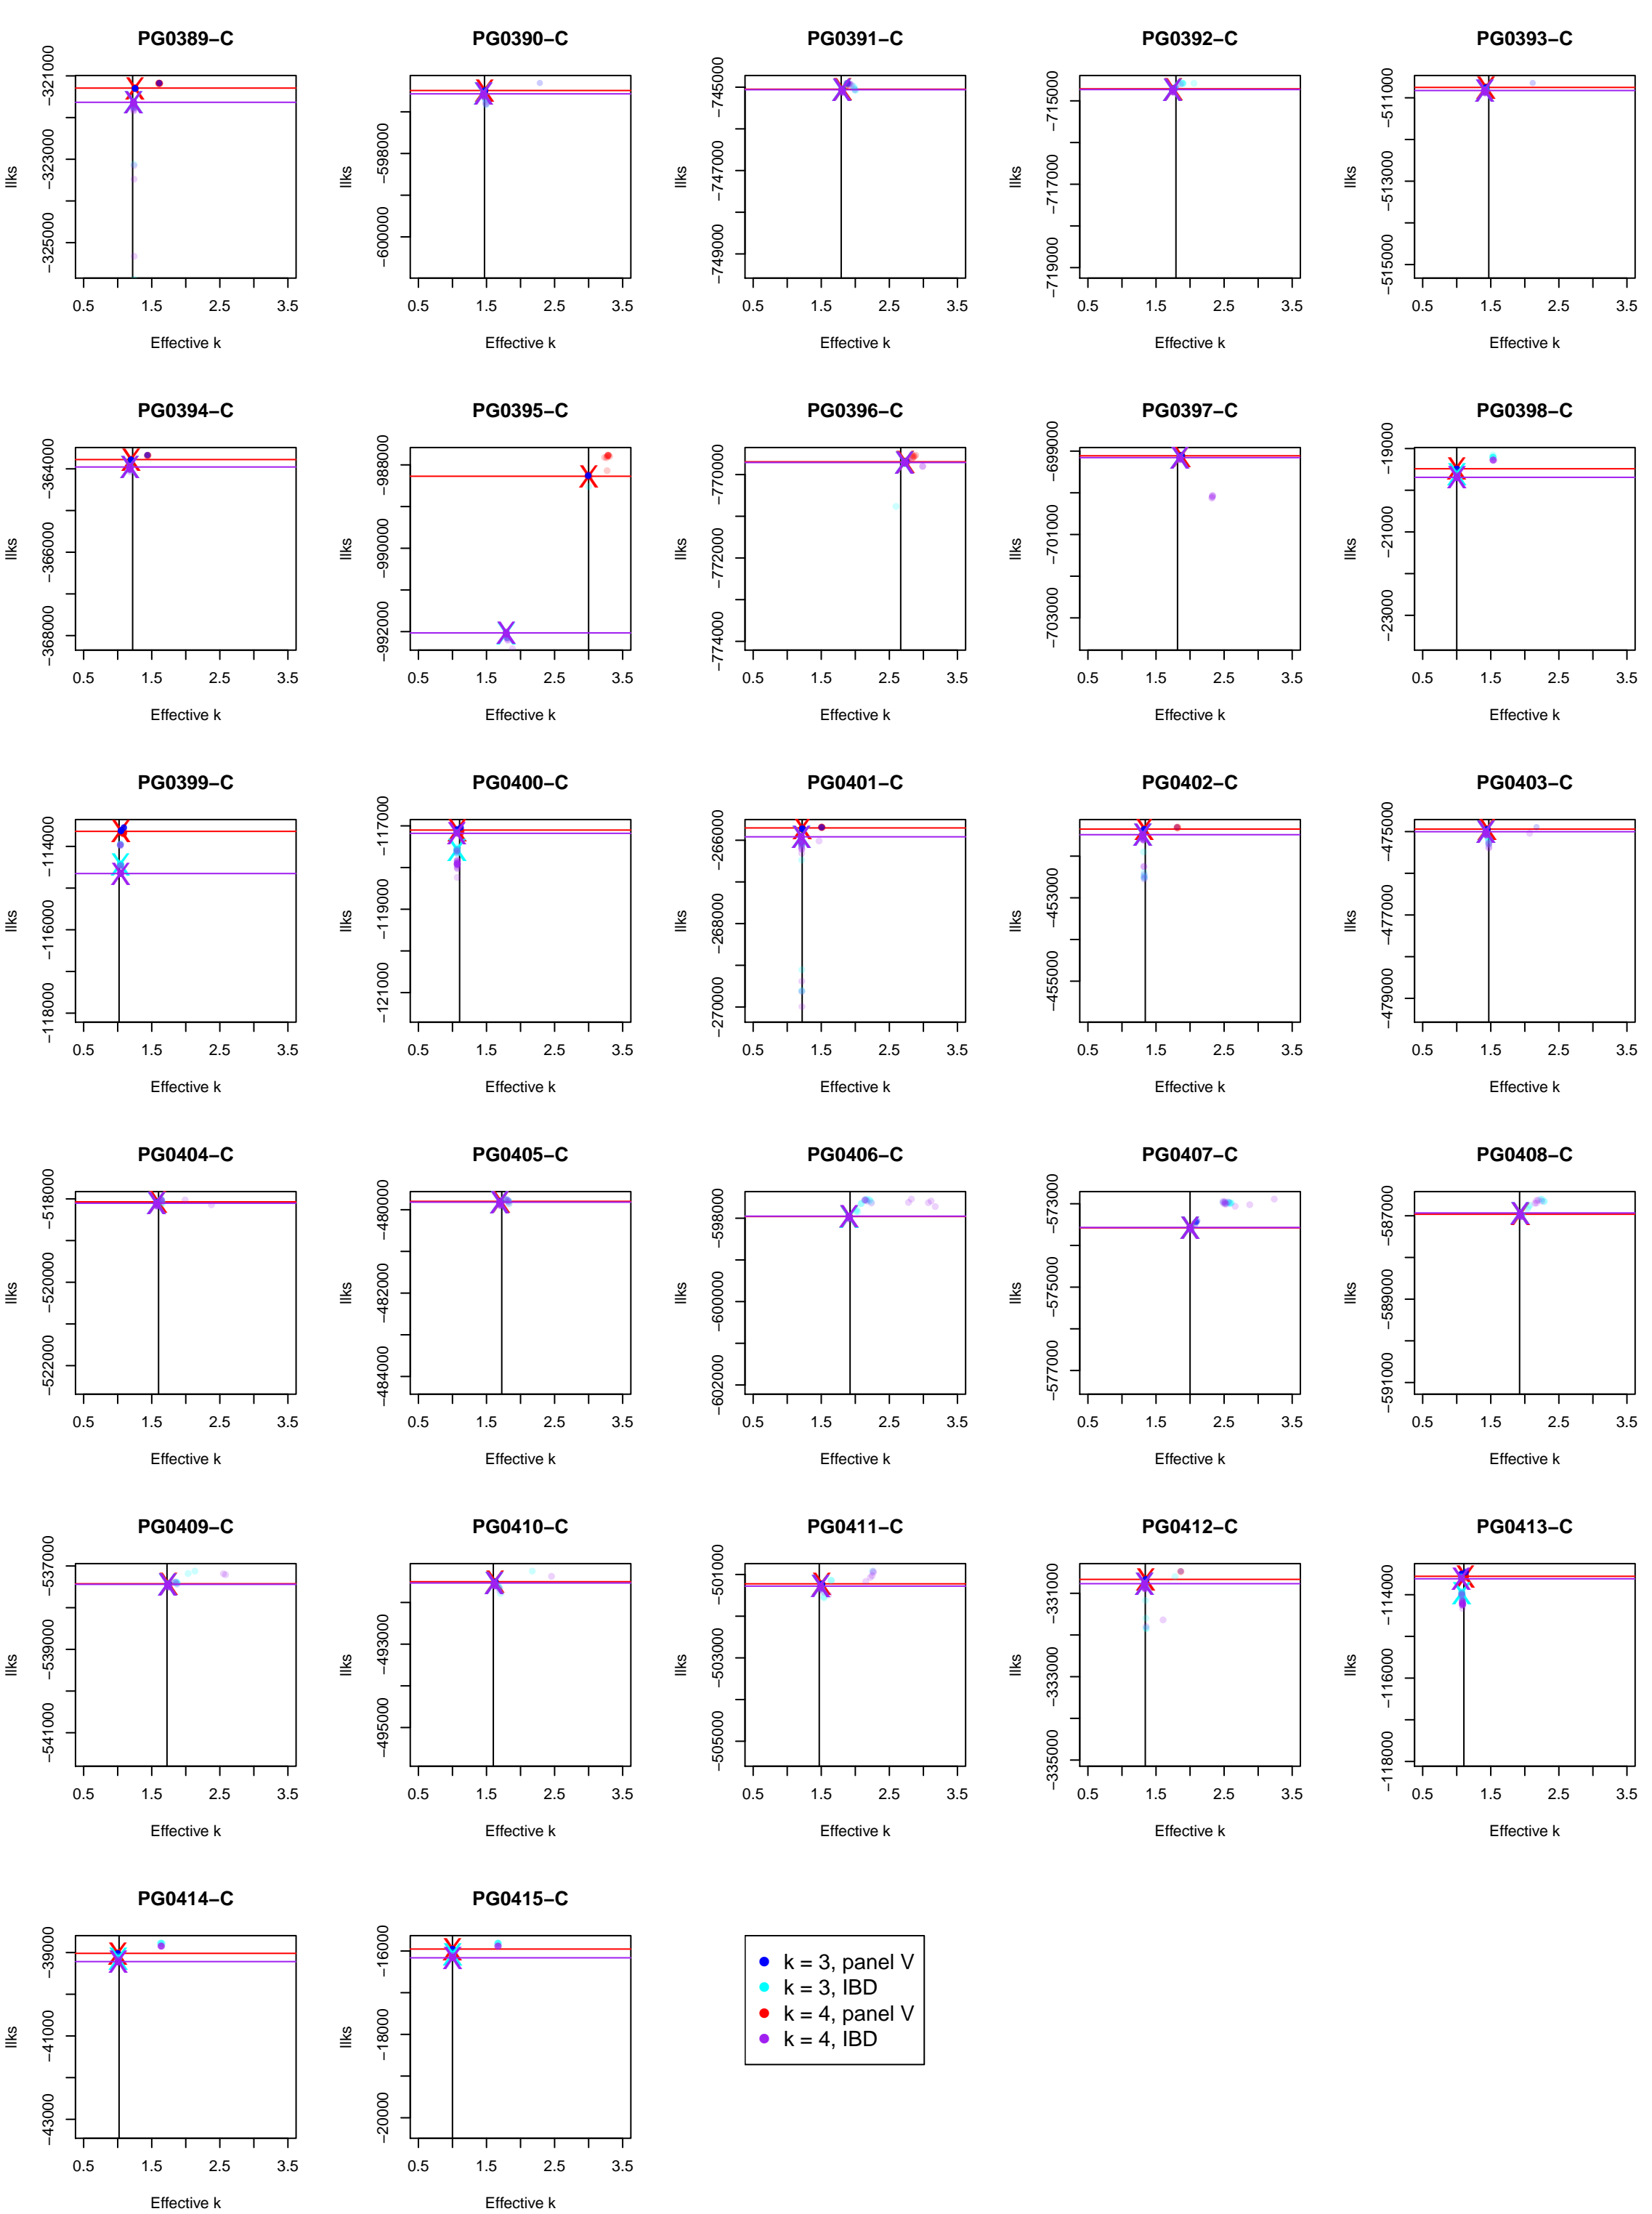 PG0389−C
llks
−321000
−323000
−325000
0.5 1.5 2.5 3.5
Effective k
PG0390−C
llks
−598000
−600000
0.5 1.5 2.5 3.5
Effective k
PG0391−C
llks
−745000
−747000
−749000
0.5 1.5 2.5 3.5
Effective k
PG0392−C
llks
−715000
−717000
−719000
0.5 1.5 2.5 3.5
Effective k
PG0393−C
llks
−511000
−513000
−515000
0.5 1.5 2.5 3.5
Effective k
PG0394−C
llks
−364000
−366000
−368000
0.5 1.5 2.5 3.5
Effective k
PG0395−C
llks
−988000
−990000
−992000
0.5 1.5 2.5 3.5
Effective k
PG0396−C
llks
−770000
−772000
−774000
0.5 1.5 2.5 3.5
Effective k
PG0397−C
llks
−699000
−701000
−703000
0.5 1.5 2.5 3.5
Effective k
PG0398−C
llks
−19000
−21000
−23000
0.5 1.5 2.5 3.5
Effective k
PG0399−C
llks
−114000
−116000
−118000
0.5 1.5 2.5 3.5
Effective k
PG0400−C
llks
−117000
−119000
−121000
0.5 1.5 2.5 3.5
Effective k
PG0401−C
llks
−266000
−268000
−270000
0.5 1.5 2.5 3.5
Effective k
PG0402−C
llks
−453000
−455000
0.5 1.5 2.5 3.5
Effective k
PG0403−C
llks
−475000
−477000
−479000
0.5 1.5 2.5 3.5
Effective k
PG0404−C
llks
−518000
−520000
−522000
0.5 1.5 2.5 3.5
Effective k
PG0405−C
llks
−480000
−482000
−484000
0.5 1.5 2.5 3.5
Effective k
PG0406−C
llks
−598000
−600000
−602000
0.5 1.5 2.5 3.5
Effective k
PG0407−C
llks
−573000
−575000
−577000
0.5 1.5 2.5 3.5
Effective k
PG0408−C
llks
−587000
−589000
−591000
0.5 1.5 2.5 3.5
Effective k
PG0409−C
llks
−537000
−539000
−541000
0.5 1.5 2.5 3.5
Effective k
PG0410−C
llks
−493000
−495000
0.5 1.5 2.5 3.5
Effective k
PG0411−C
llks
−501000
−503000
−505000
0.5 1.5 2.5 3.5
Effective k
PG0412−C
llks
−331000
−333000
−335000
0.5 1.5 2.5 3.5
Effective k
PG0413−C
llks
−114000
−116000
−118000
0.5 1.5 2.5 3.5
Effective k
PG0414−C
llks
−39000
−41000
−43000
0.5 1.5 2.5 3.5
Effective k
PG0415−C
llks
−16000
−18000
−20000
0.5 1.5 2.5 3.5
Effective k
k = 3, panel V
k = 3, IBD
k = 4, panel V
k = 4, IBD